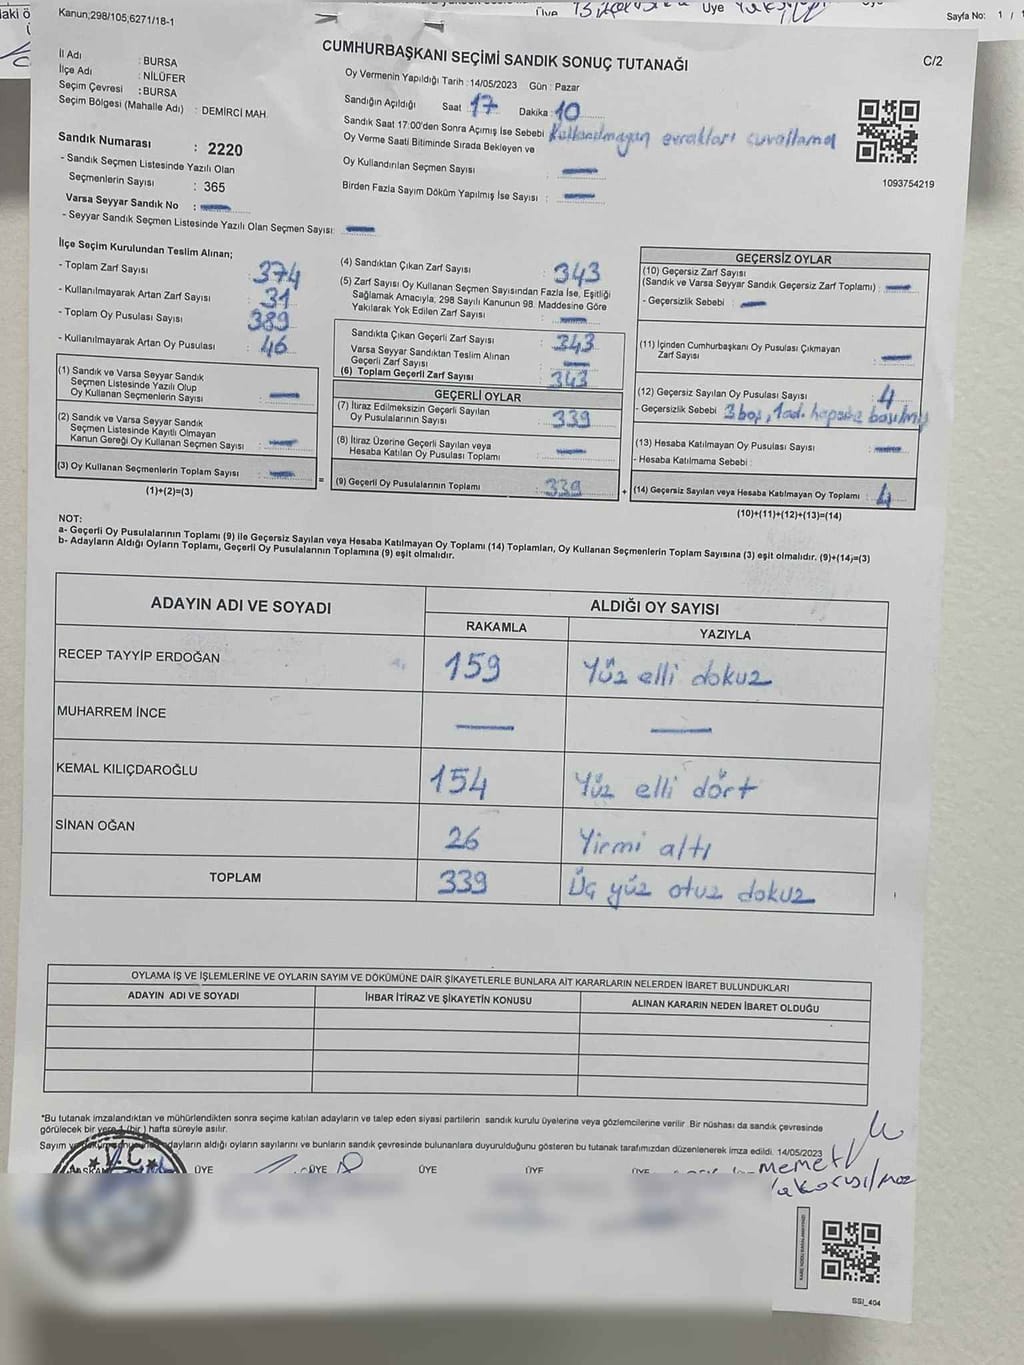 Üye
Üye
Sayfa No: 1 /
Kanun;298/105,6271/18-1
CUMHURBAŞKANI SEÇİMİ SANDIK SONUÇ TUTANAĞI
C/2
İl Adı : BURSA
İlçe Adı : NİLÜFER
Seçim Çevresi : BURSA
Seçim Bölgesi (Mahalle Adı) : DEMİRCİ MAH.
Sandık Numarası : 2220
- Sandık Seçmen Listesinde Yazılı Olan
Seçmenlerin Sayısı : 365
Varsa Seyyar Sandık No : —
- Seyyar Sandık Seçmen Listesinde Yazılı Olan Seçmen Sayısı: —
Oy Vermenin Yapıldığı Tarih : 14/05/2023 Gün : Pazar
Sandığın Açıldığı Saat 17 Dakika : 10
Sandık Saat 17:00'den Sonra Açımış İse Sebebi Kullanılmayan evrakları çuvallama
Oy Verme Saati Bitiminde Sırada Bekleyen ve
Oy Kullandırılan Seçmen Sayısı : —
Birden Fazla Sayım Döküm Yapılmış İse Sayısı : —
1093754219
İlçe Seçim Kurulundan Teslim Alınan;
- Toplam Zarf Sayısı : 374
- Kullanılmayarak Artan Zarf Sayısı : 31
- Toplam Oy Pusulası Sayısı : 389
- Kullanılmayarak Artan Oy Pusulası : 46
(1) Sandık ve Varsa Seyyar Sandık
Seçmen Listesinde Yazılı Olup
Oy Kullanan Seçmenlerin Sayısı : —
(2) Sandık ve Varsa Seyyar Sandık
Seçmen Listesinde Kayıtlı Olmayan
Kanun Gereği Oy Kullanan Seçmen Sayısı : —
(3) Oy Kullanan Seçmenlerin Toplam Sayısı : —
(1)+(2)=(3)
(4) Sandıktan Çıkan Zarf Sayısı : 343
(5) Zarf Sayısı Oy Kullanan Seçmen Sayısından Fazla İse, Eşitliği
Sağlamak Amacıyla, 298 Sayılı Kanunun 98. Maddesine Göre
Yakılarak Yok Edilen Zarf Sayısı : —
Sandıkta Çıkan Geçerli Zarf Sayısı : 343
Varsa Seyyar Sandıktan Teslim Alınan
Geçerli Zarf Sayısı : —
(6) Toplam Geçerli Zarf Sayısı : 343
GEÇERLİ OYLAR
(7) İtiraz Edilmeksizin Geçerli Sayılan
Oy Pusulalarının Sayısı : 339
(8) İtiraz Üzerine Geçerli Sayılan veya
Hesaba Katılan Oy Pusulası Toplamı : —
= (9) Geçerli Oy Pusulalarının Toplamı : 339
GEÇERSİZ OYLAR
(10) Geçersiz Zarf Sayısı
(Sandık ve Varsa Seyyar Sandık Geçersiz Zarf Toplamı) : —
- Geçersizlik Sebebi : —
(11) İçinden Cumhurbaşkanı Oy Pusulası Çıkmayan
Zarf Sayısı : —
(12) Geçersiz Sayılan Oy Pusulası Sayısı : 4
- Geçersizlik Sebebi : 3 boş, 1 ad. hepsine basılmış
(13) Hesaba Katılmayan Oy Pusulası Sayısı : —
- Hesaba Katılmama Sebebi :
+ (14) Geçersiz Sayılan veya Hesaba Katılmayan Oy Toplamı : 4
(10)+(11)+(12)+(13)=(14)
NOT:
a- Geçerli Oy Pusulalarının Toplamı (9) ile Geçersiz Sayılan veya Hesaba Katılmayan Oy Toplamı (14) Toplamları, Oy Kullanan Seçmenlerin Toplam Sayısına (3) eşit olmalıdır. (9)+(14)=(3)
b- Adayların Aldığı Oyların Toplamı, Geçerli Oy Pusulalarının Toplamına (9) eşit olmalıdır.
ADAYIN ADI VE SOYADI ALDIĞI OY SAYISI
RAKAMLA YAZIYLA
RECEP TAYYİP ERDOĞAN 159 Yüz elli dokuz
MUHARREM İNCE — —
KEMAL KILIÇDAROĞLU 154 Yüz elli dört
SİNAN OĞAN 26 Yirmi altı
TOPLAM 339 Üç yüz otuz dokuz
OYLAMA İŞ VE İŞLEMLERİNE VE OYLARIN SAYIM VE DÖKÜMÜNE DAİR ŞİKAYETLERLE BUNLARA AİT KARARLARIN NELERDEN İBARET BULUNDUKLARI
ADAYIN ADI VE SOYADI İHBAR İTİRAZ VE ŞİKAYETİN KONUSU ALINAN KARARIN NEDEN İBARET OLDUĞU
*Bu tutanak imzalandıktan ve mühürlendikten sonra seçime katılan adayların ve talep eden siyasi partilerin sandık kurulu üyelerine veya gözlemcilerine verilir. Bir nüshası da sandık çevresinde
görülecek bir yere 1 (bir) hafta süreyle asılır.
Sayım ve adayların aldığı oyların sayılarını ve bunların sandık çevresinde bulunanlara duyurulduğunu gösteren bu tutanak tarafımızdan düzenlenerek imza edildi. 14/05/2023
T.C.
ÜYE ÜYE ÜYE ÜYE ÜYE
Memet
Yakorsılmaz
SSI_404